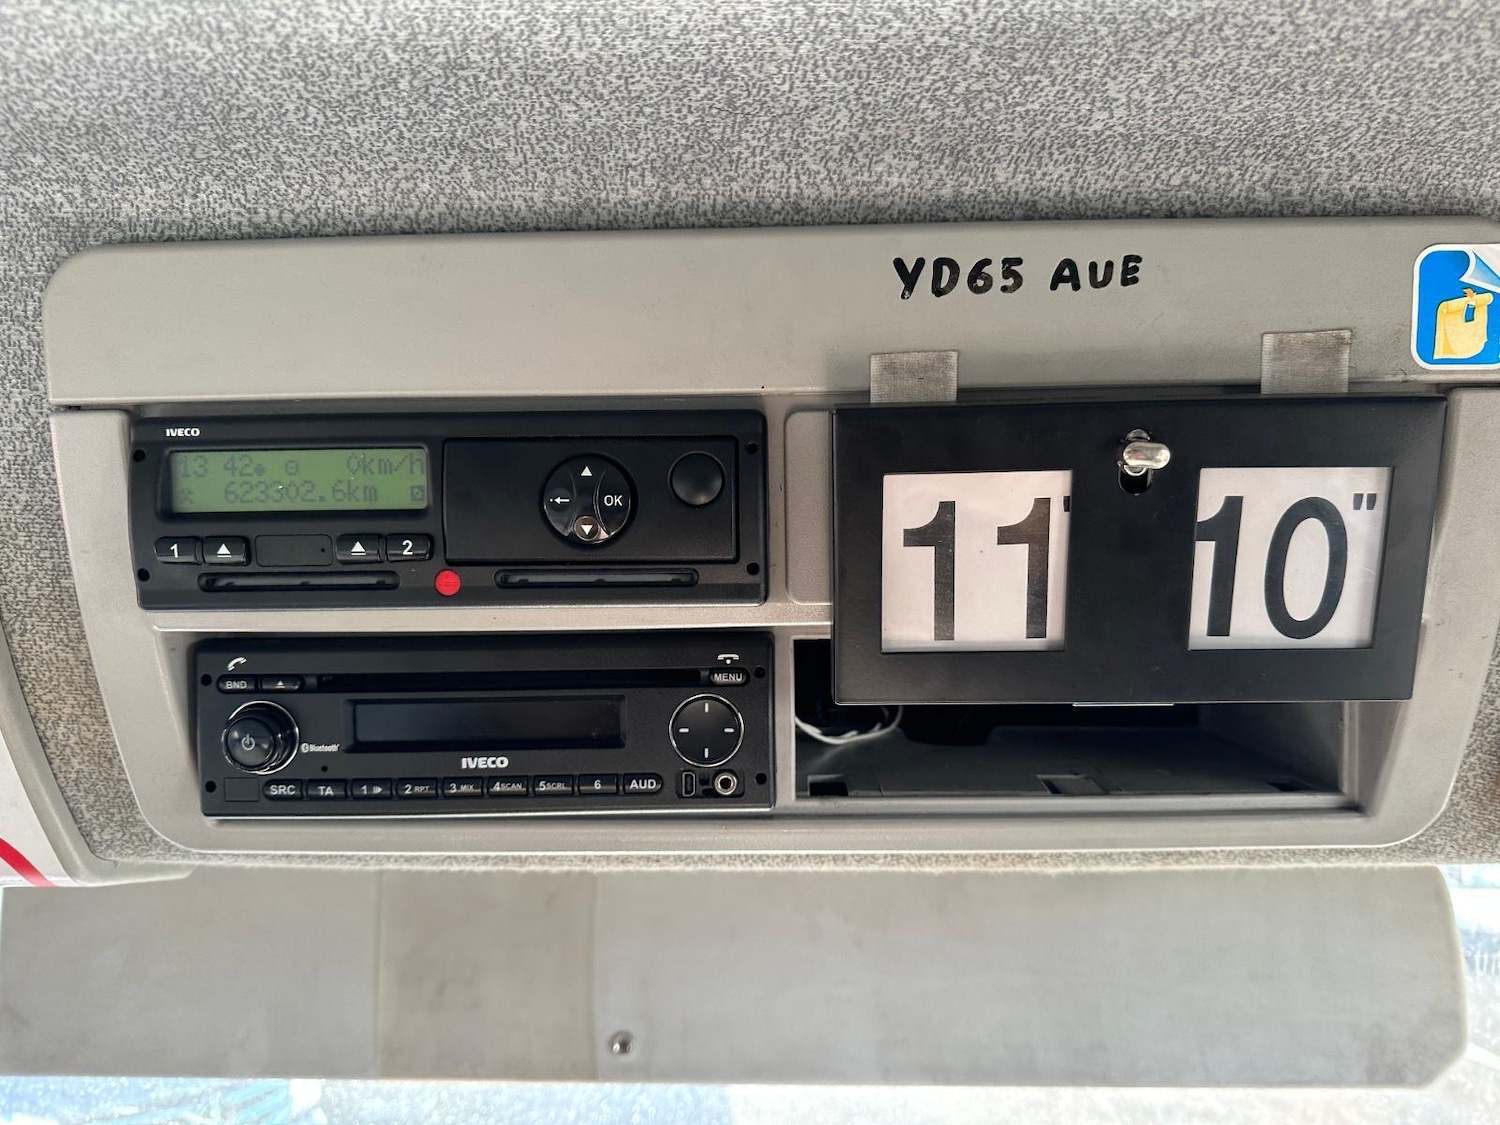 YD65 AUE
IVECO
13 42 0km/h
623302.6km
OK
1 2
11' 10"
BND MENU
Bluetooth
IVECO
SRC TA 1 2 RPT 3 MIX 4 SCAN 5 SCRL 6 AUD